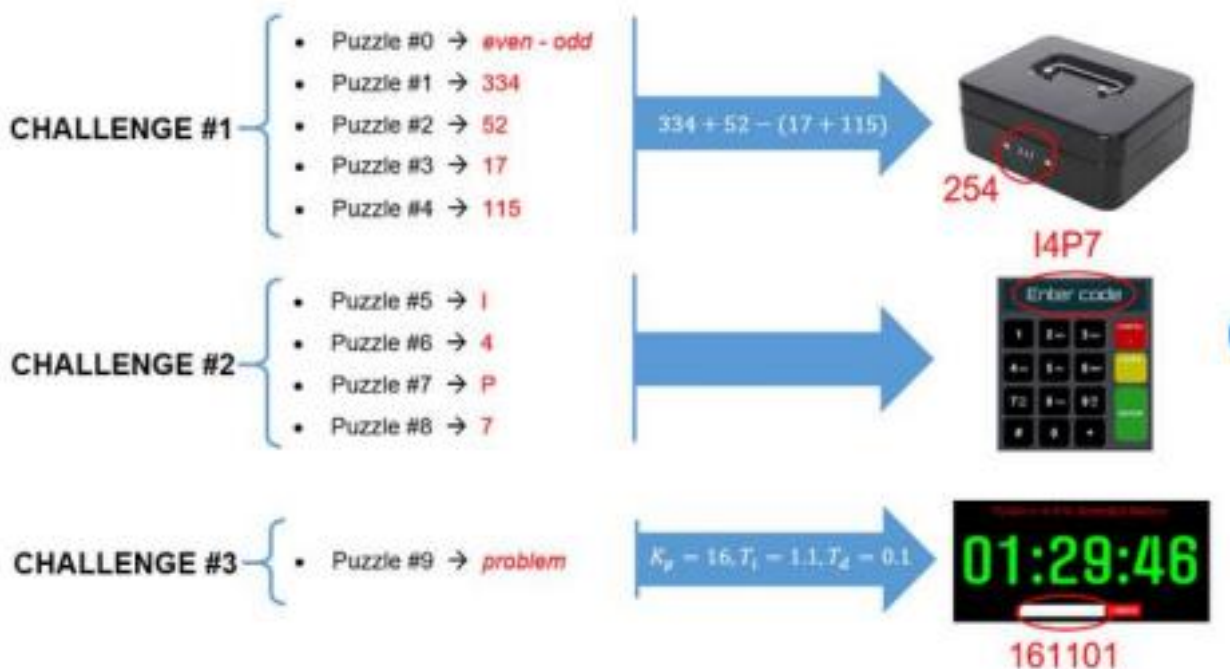 CHALLENGE #1
• Puzzle #0 → even - odd
• Puzzle #1 → 334
• Puzzle #2 → 52
• Puzzle #3 → 17
• Puzzle #4 → 115
334 + 52 − (17 + 115)
254
CHALLENGE #2
• Puzzle #5 → I
• Puzzle #6 → 4
• Puzzle #7 → P
• Puzzle #8 → 7
I4P7
Enter code
CHALLENGE #3
• Puzzle #9 → problem
Kₚ = 16, Tᵢ = 1.1, T_d = 0.1
01:29:46
161101